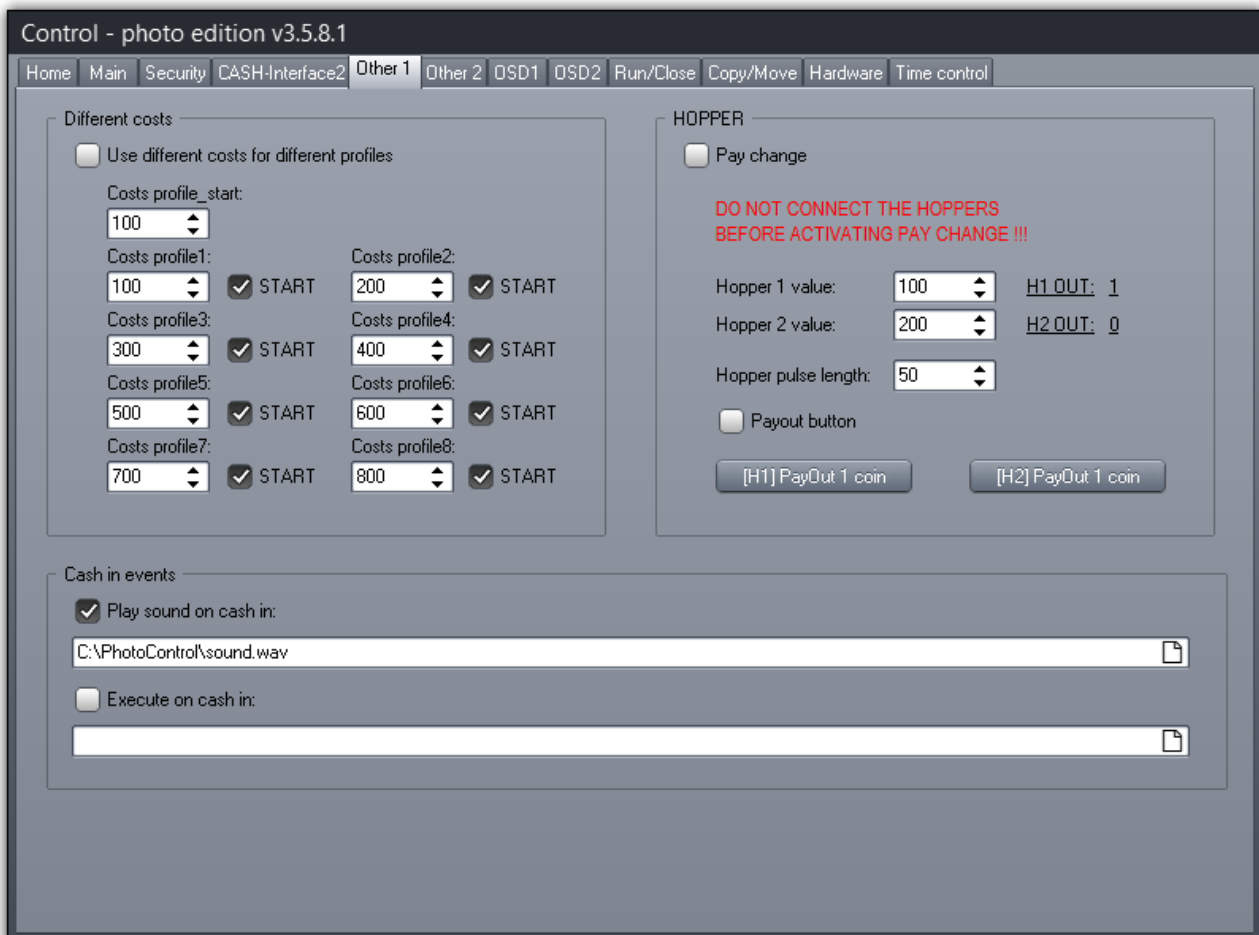 Control - photo edition v3.5.8.1
Home Main Security CASH-Interface2 Other 1 Other 2 OSD1 OSD2 Run/Close Copy/Move Hardware Time control
Different costs
Use different costs for different profiles
Costs profile_start:
100
Costs profile1: Costs profile2:
100 START 200 START
Costs profile3: Costs profile4:
300 START 400 START
Costs profile5: Costs profile6:
500 START 600 START
Costs profile7: Costs profile8:
700 START 800 START
HOPPER
Pay change
DO NOT CONNECT THE HOPPERS
BEFORE ACTIVATING PAY CHANGE !!!
Hopper 1 value: 100 H1 OUT: 1
Hopper 2 value: 200 H2 OUT: 0
Hopper pulse length: 50
Payout button
[H1] PayOut 1 coin [H2] PayOut 1 coin
Cash in events
Play sound on cash in:
C:\PhotoControl\sound.wav
Execute on cash in: